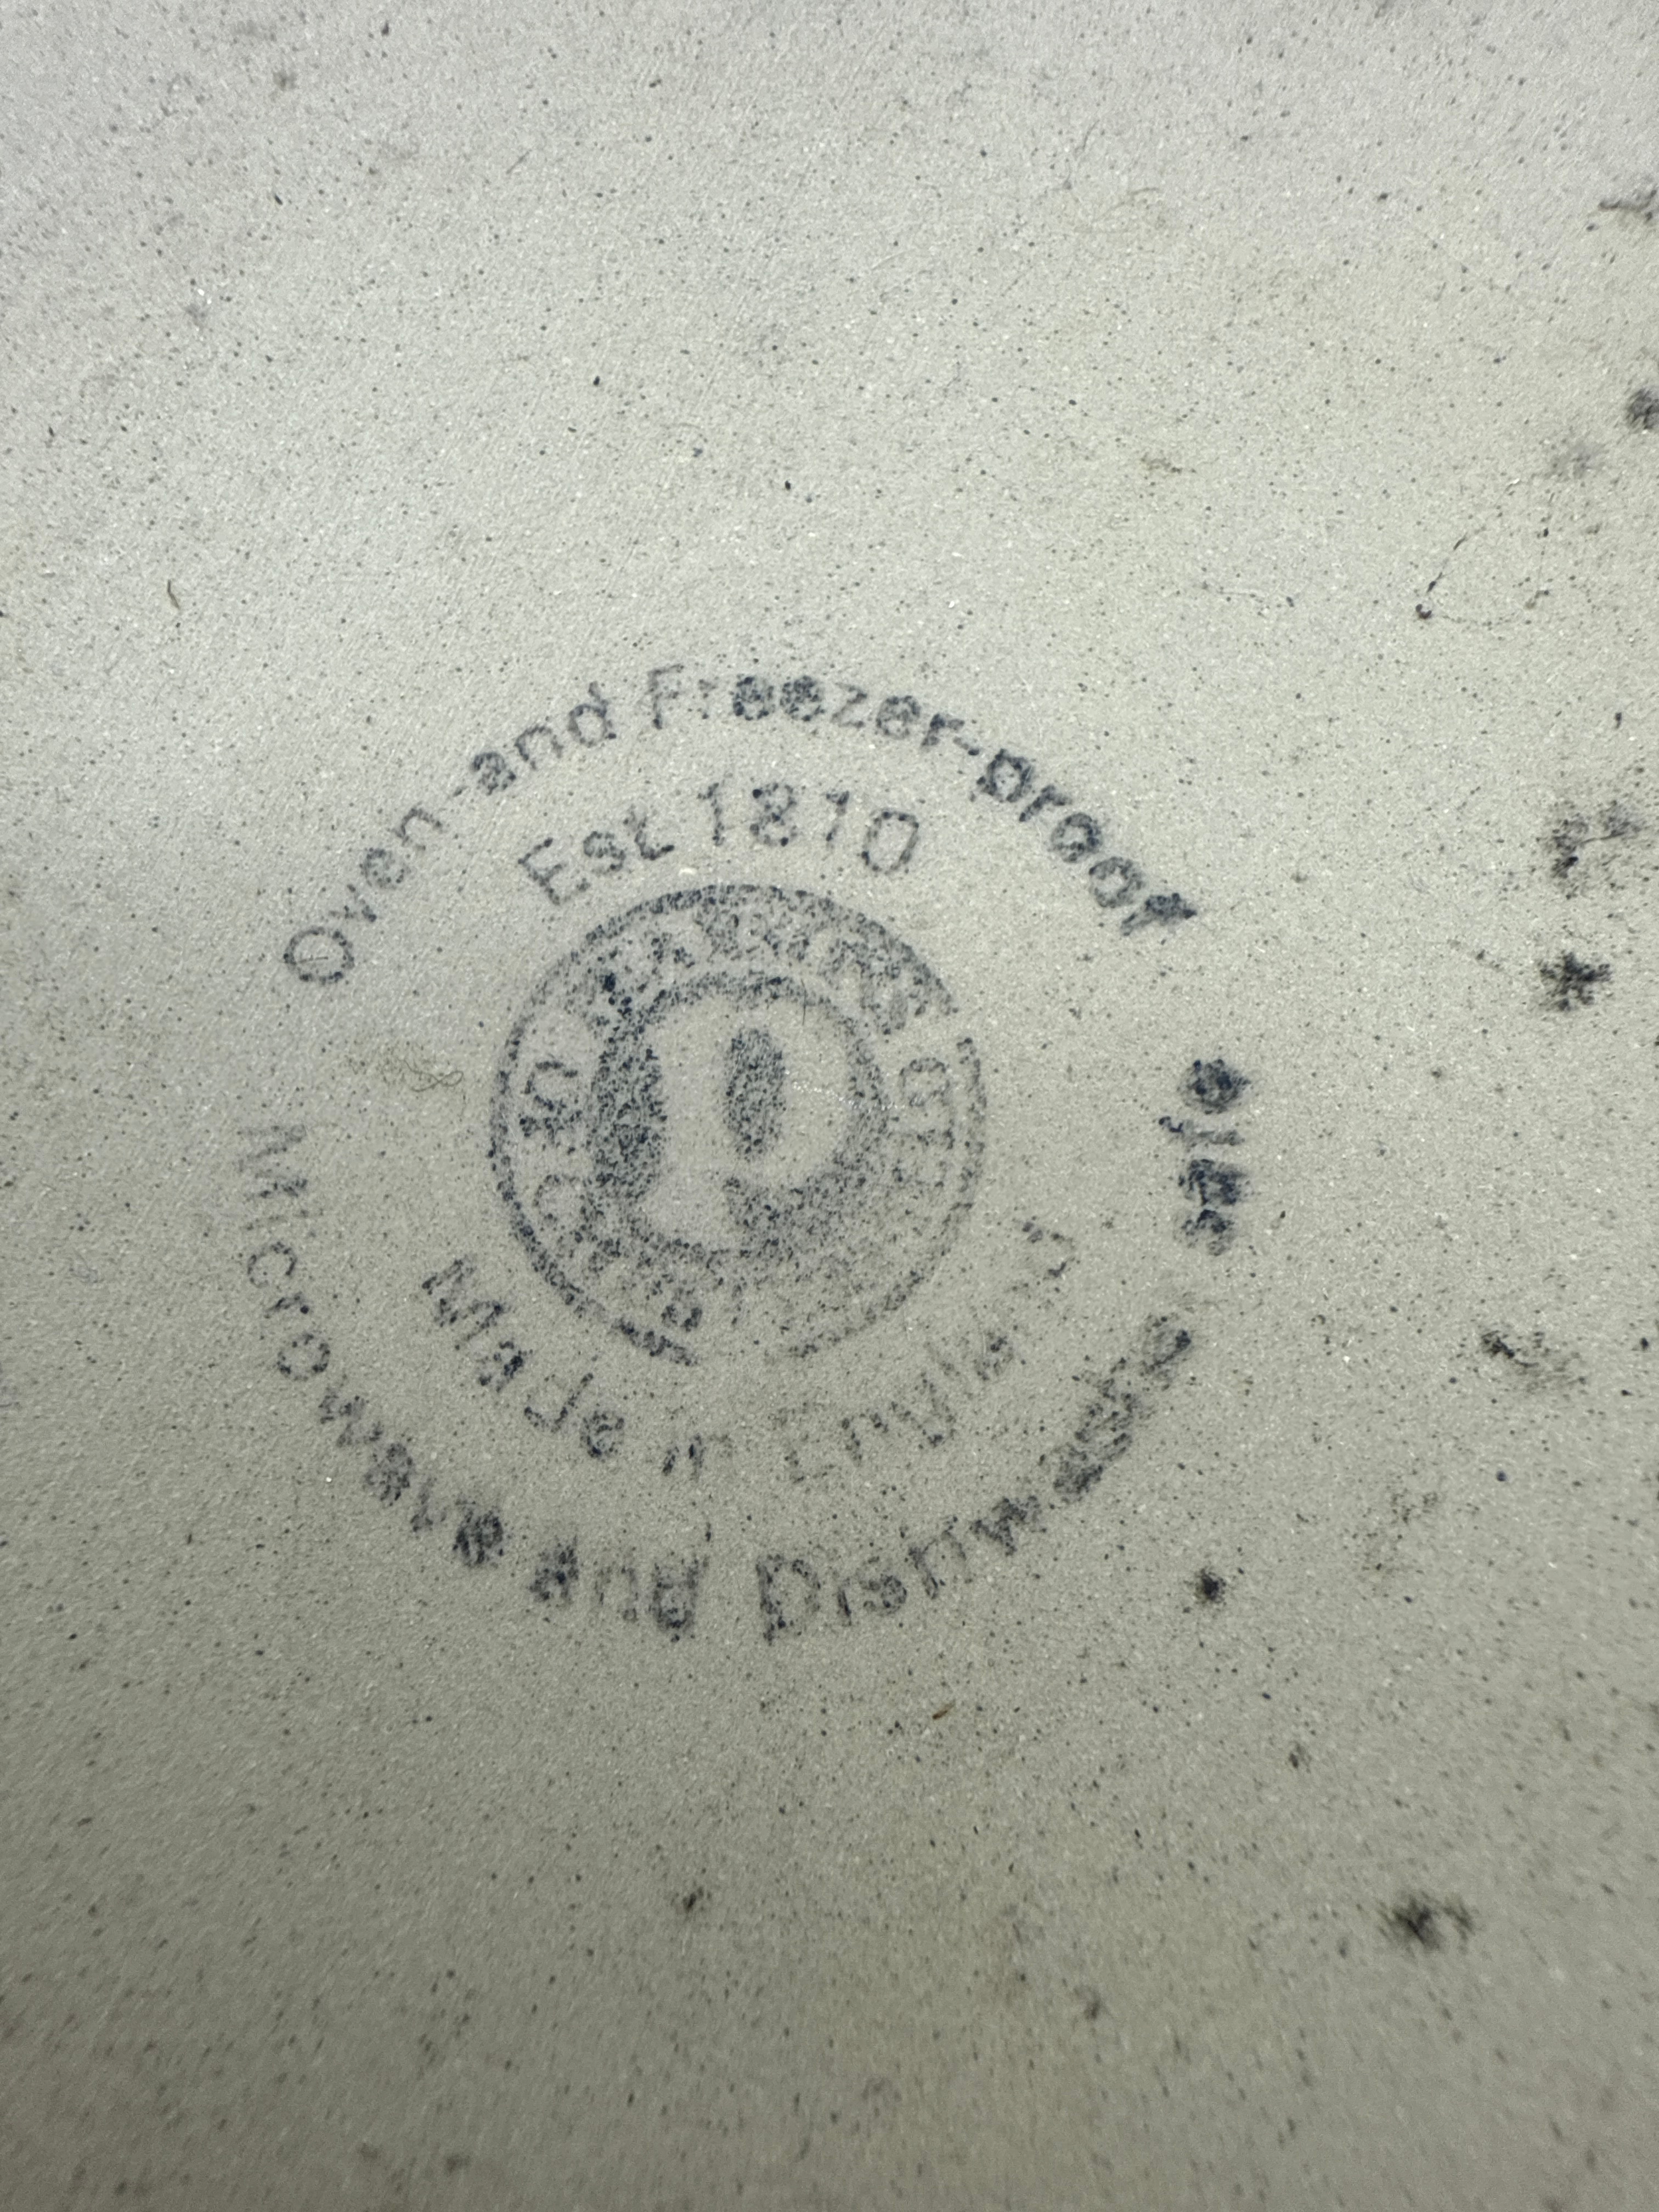 Oven-and Freezer-proof
Est 1810
Made in England
Microwave and Dishwasher
safe